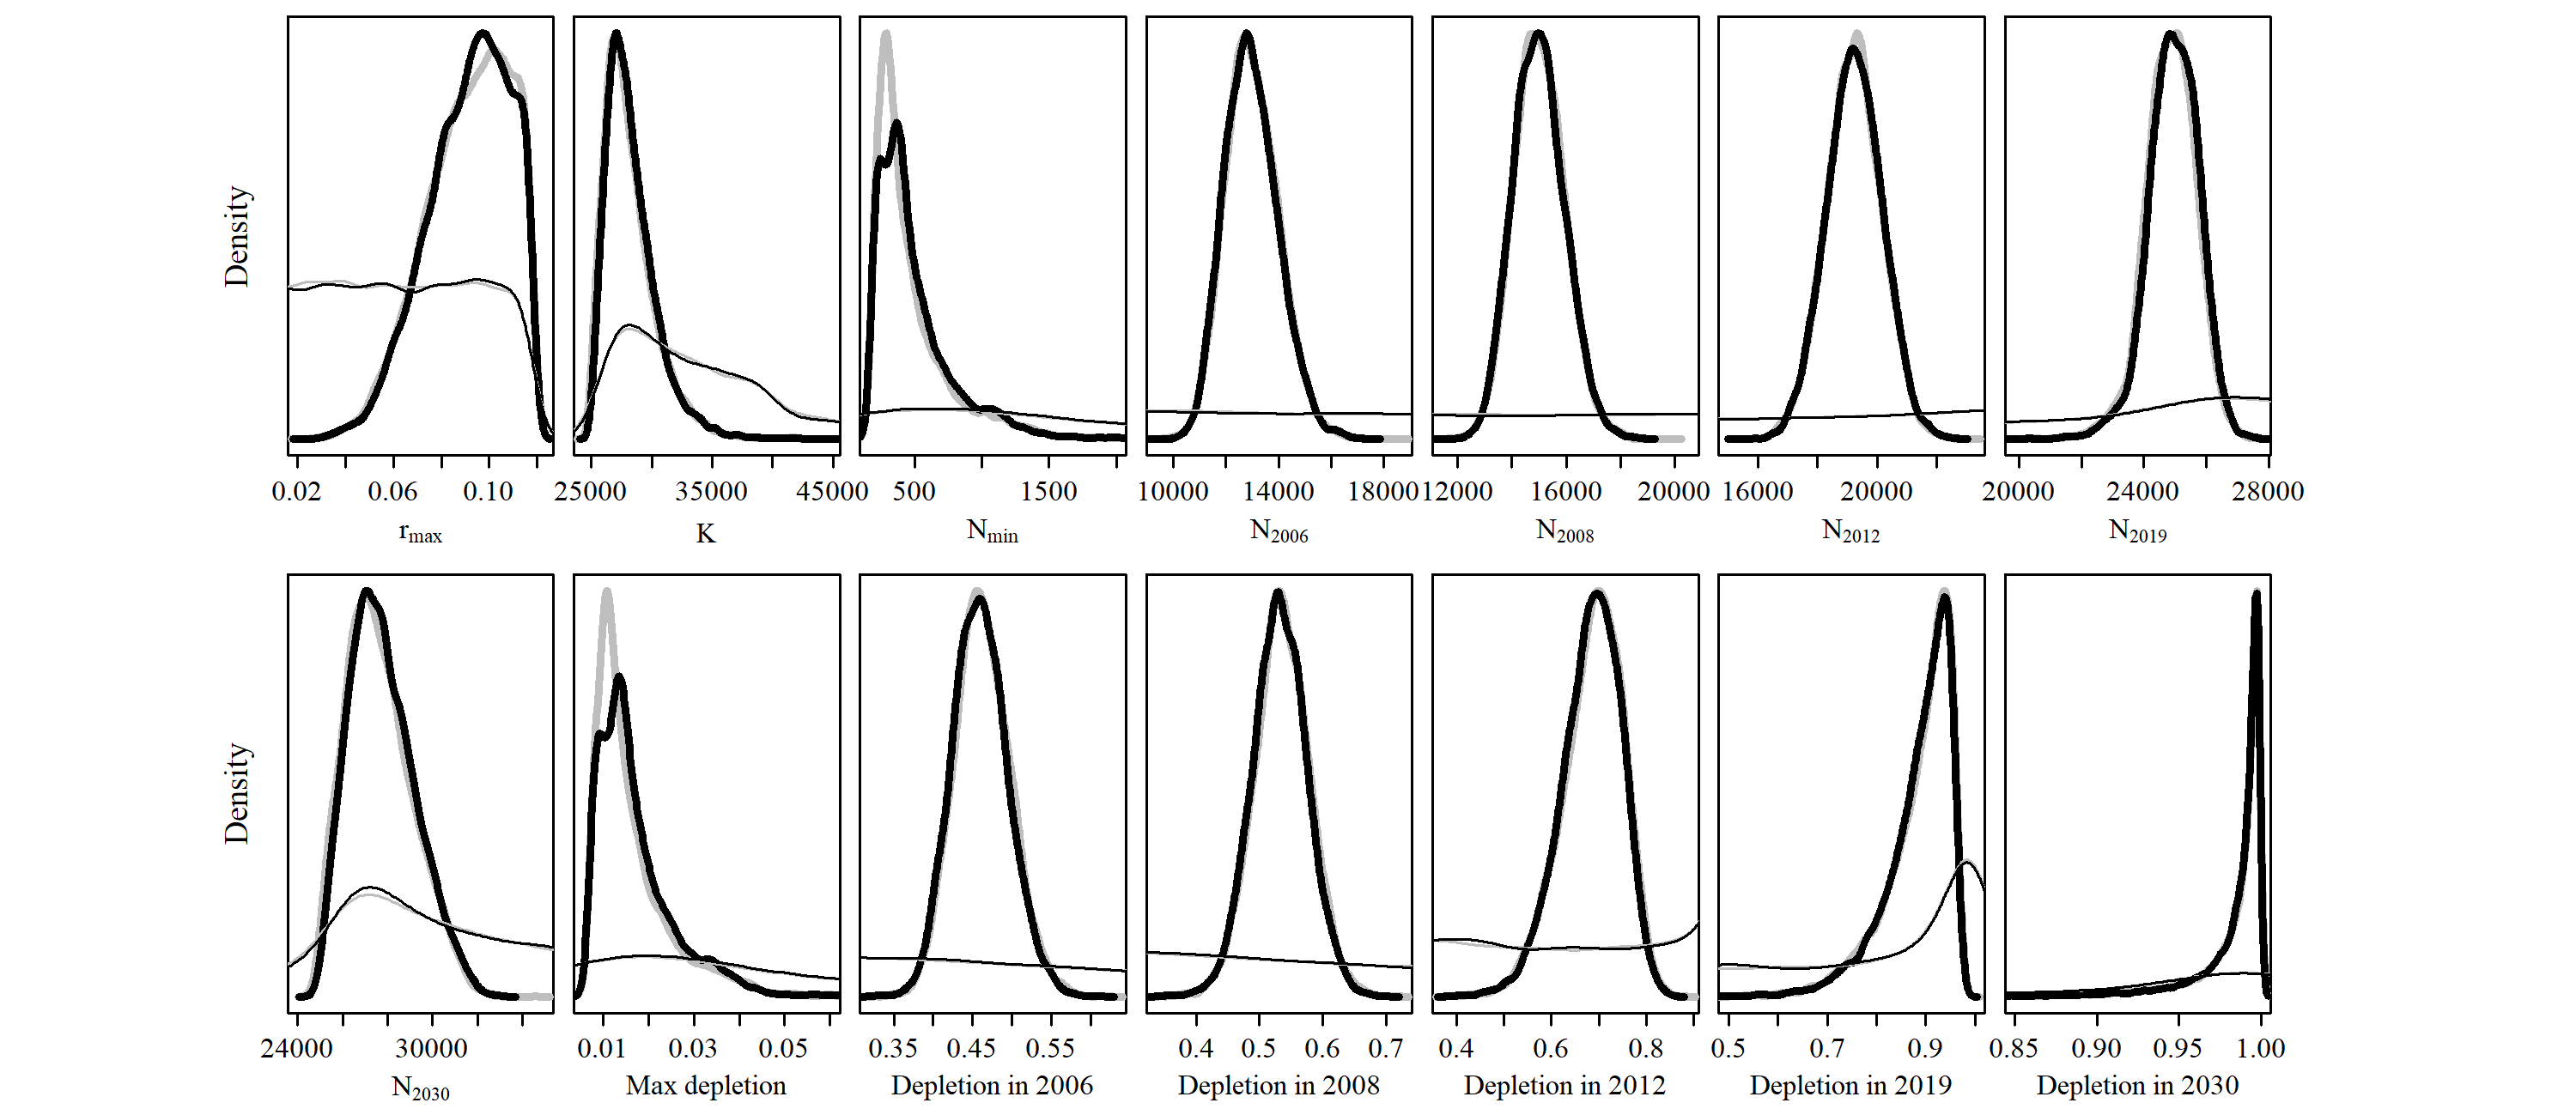 Density
0.02 0.06 0.10
r_max
25000 35000 45000
K
500 1500
N_min
10000 14000 18000
N_2006
12000 16000 20000
N_2008
16000 20000
N_2012
20000 24000 28000
N_2019
Density
24000 30000
N_2030
0.01 0.03 0.05
Max depletion
0.35 0.45 0.55
Depletion in 2006
0.4 0.5 0.6 0.7
Depletion in 2008
0.4 0.6 0.8
Depletion in 2012
0.5 0.7 0.9
Depletion in 2019
0.85 0.90 0.95 1.00
Depletion in 2030